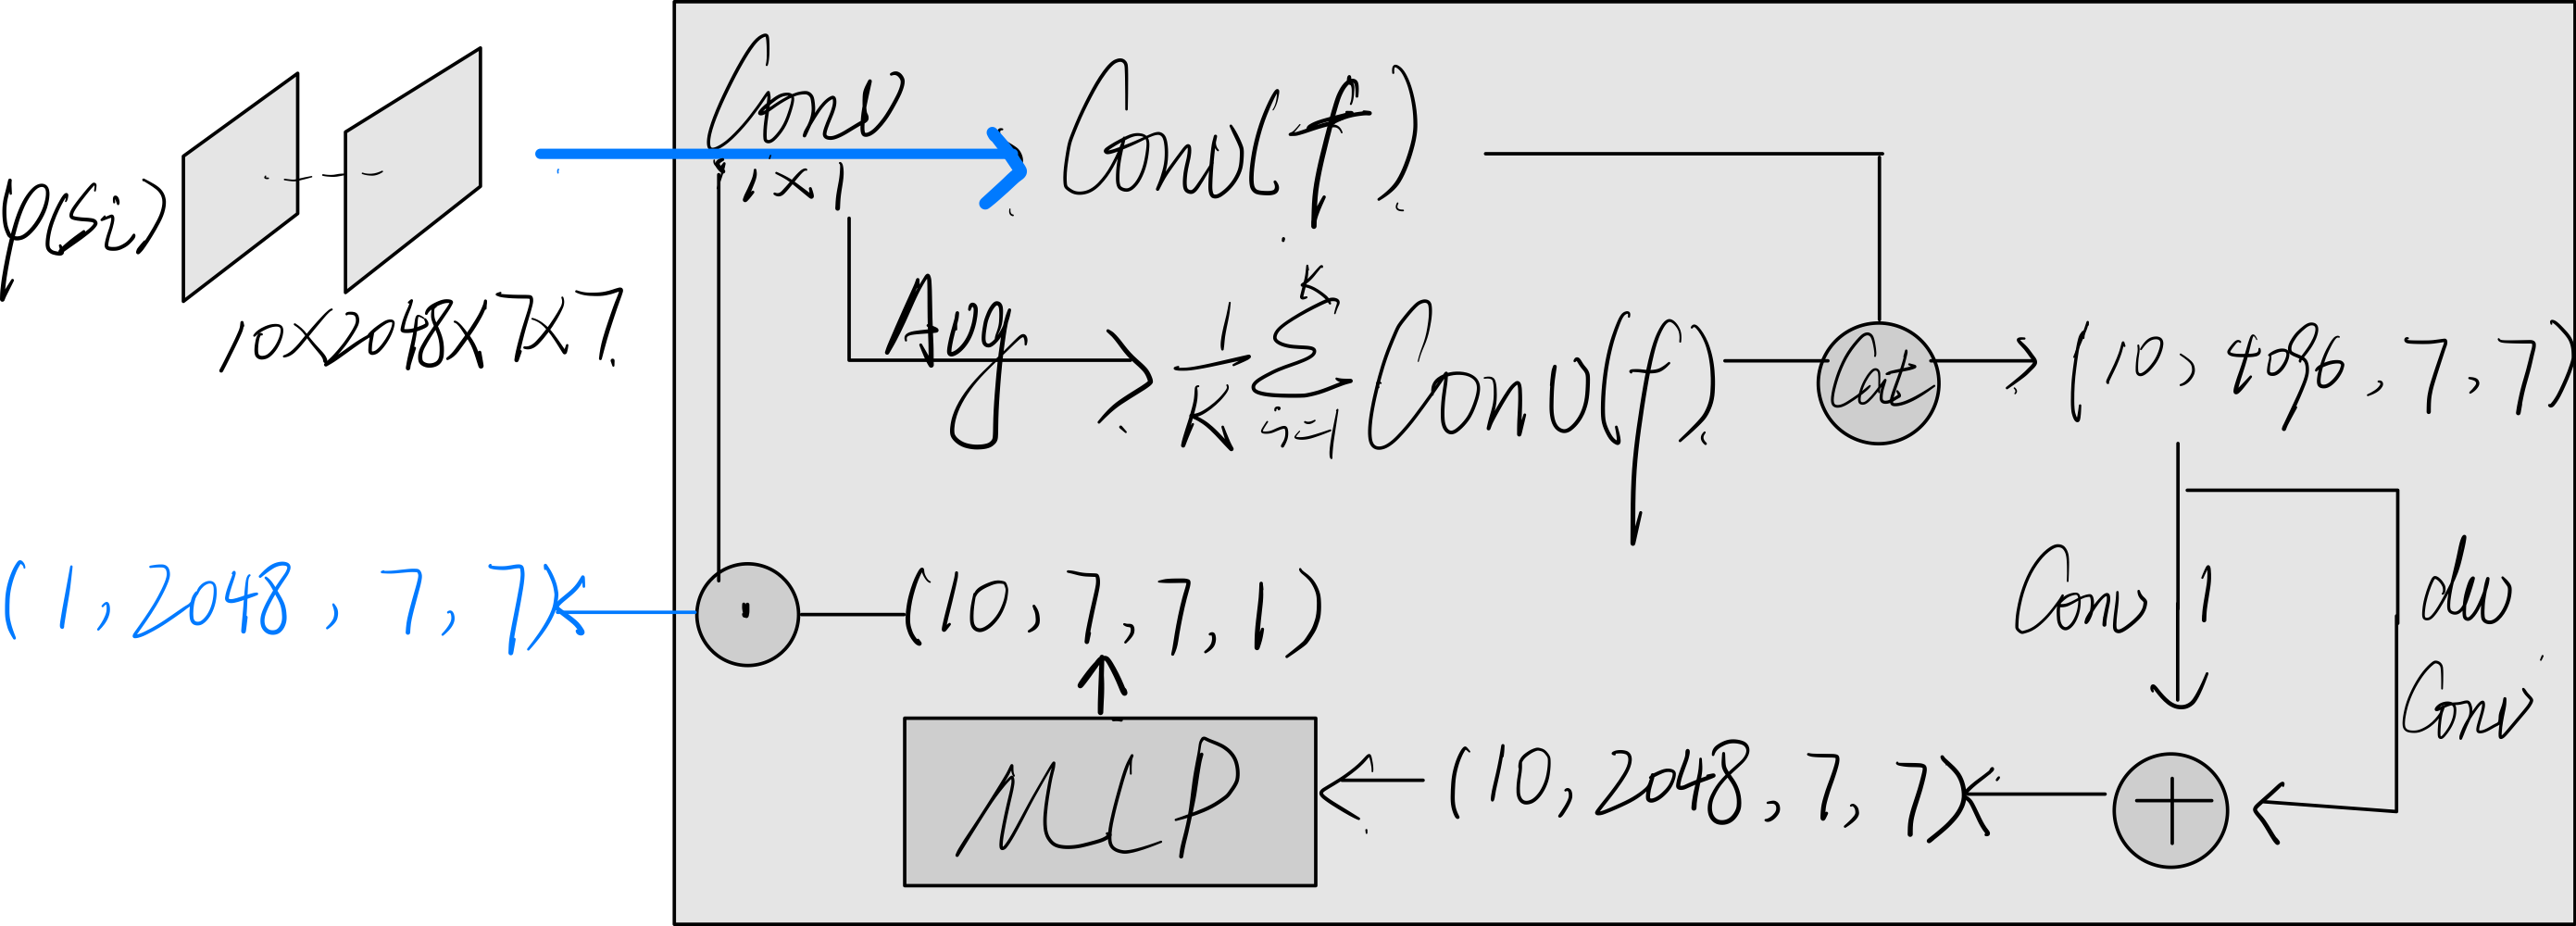 φ(si)
10×2048×7×7
Conv
1×1
Conv(f)
Avg
1/K Σ i=1 K Conv(f)
Cat
(10, 4096, 7, 7)
Conv 1
dw
Conv
+
(10, 2048, 7, 7)
MLP
(10, 7, 7, 1)
·
(1, 2048, 7, 7)